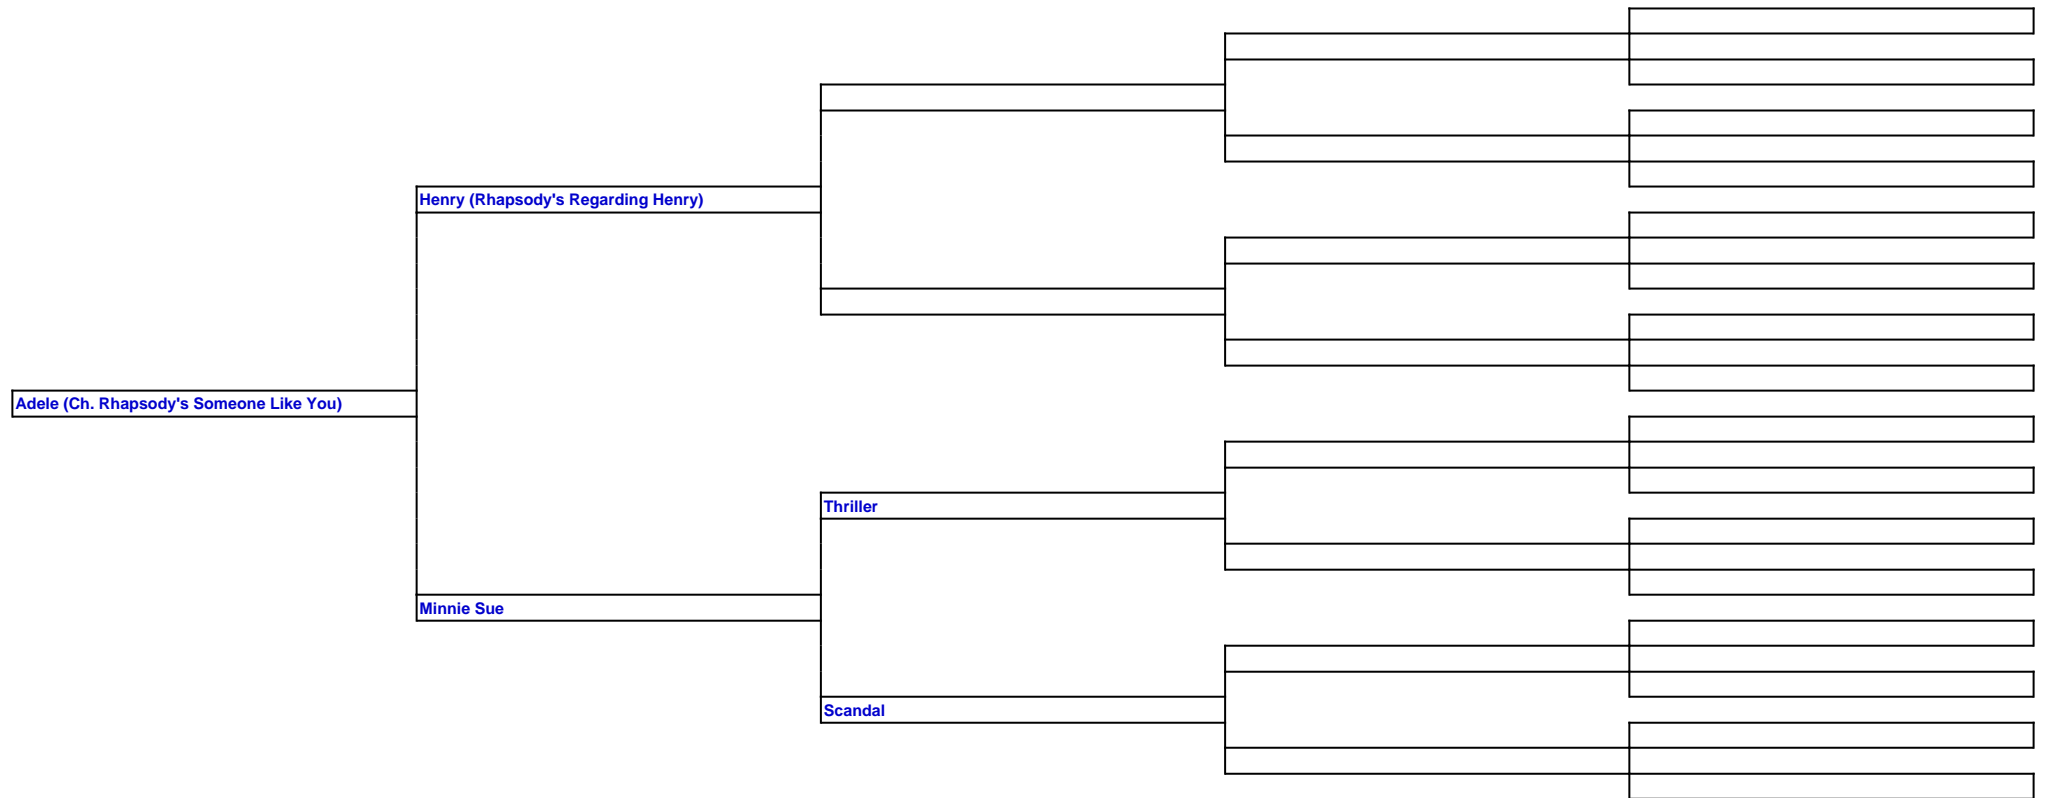 Henry (Rhapsody's Regarding Henry)
Adele (Ch. Rhapsody's Someone Like You)
Thriller
Minnie Sue
Scandal